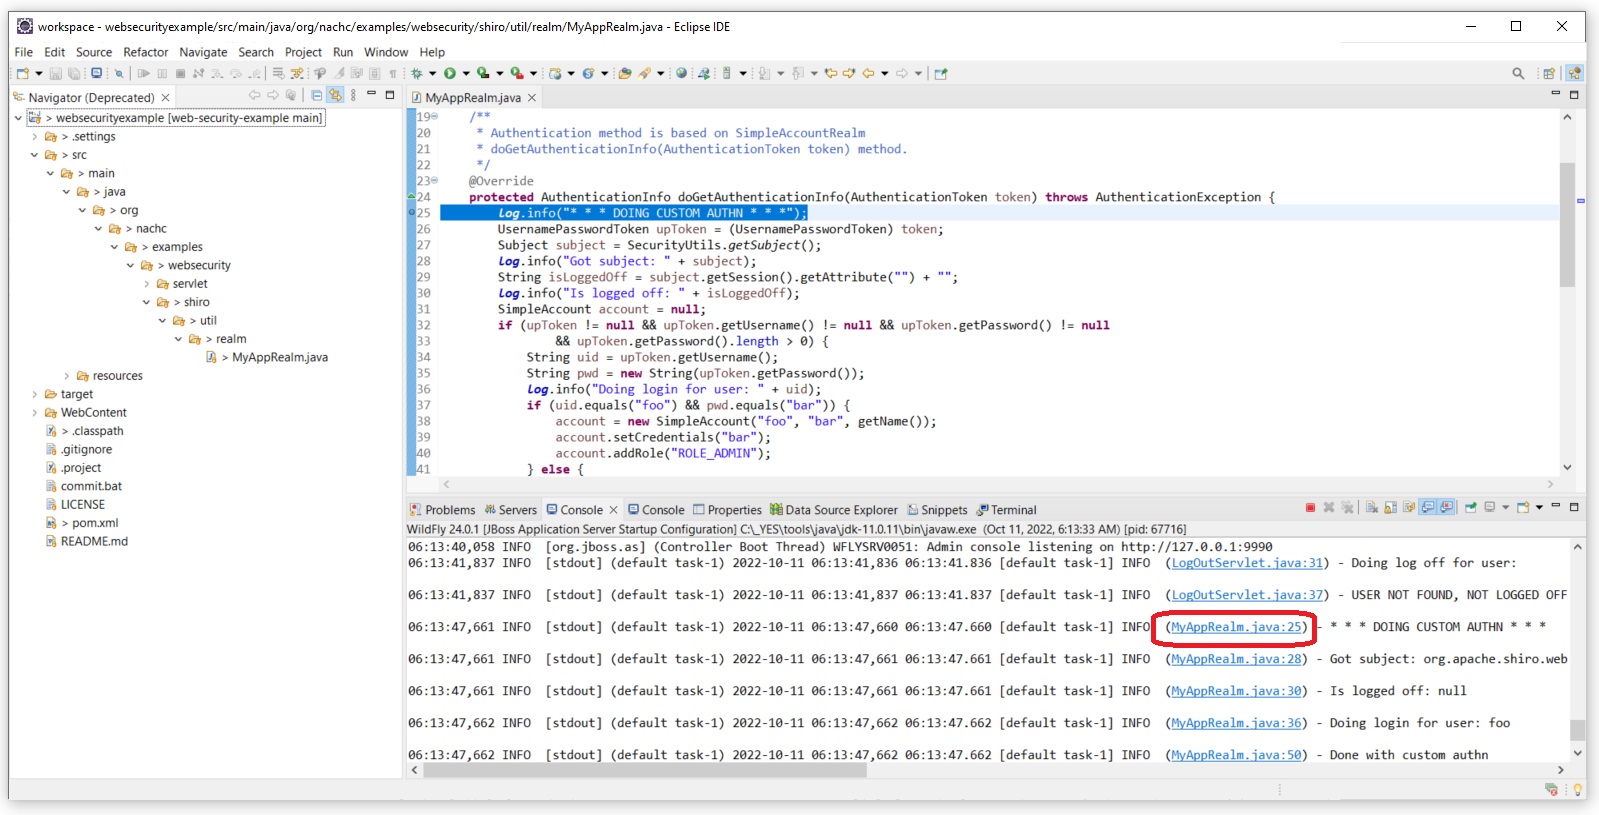 workspace - websecurityexample/src/main/java/org/nachc/examples/websecurity/shiro/util/realm/MyAppRealm.java - Eclipse IDE
File Edit Source Refactor Navigate Search Project Run Window Help
Navigator (Deprecated)
> websecurityexample [web-security-example main]
> .settings
> src
> main
> java
> org
> nachc
> examples
> websecurity
> servlet
> shiro
> util
> realm
> MyAppRealm.java
> resources
target
WebContent
> .classpath
.gitignore
.project
commit.bat
LICENSE
> pom.xml
README.md
MyAppRealm.java
19 /**
20 * Authentication method is based on SimpleAccountRealm
21 * doGetAuthenticationInfo(AuthenticationToken token) method.
22 */
23 @Override
24 protected AuthenticationInfo doGetAuthenticationInfo(AuthenticationToken token) throws AuthenticationException {
25 log.info("* * * DOING CUSTOM AUTHN * * *");
26 UsernamePasswordToken upToken = (UsernamePasswordToken) token;
27 Subject subject = SecurityUtils.getSubject();
28 log.info("Got subject: " + subject);
29 String isLoggedOff = subject.getSession().getAttribute("") + "";
30 log.info("Is logged off: " + isLoggedOff);
31 SimpleAccount account = null;
32 if (upToken != null && upToken.getUsername() != null && upToken.getPassword() != null
33 && upToken.getPassword().length > 0) {
34 String uid = upToken.getUsername();
35 String pwd = new String(upToken.getPassword());
36 log.info("Doing login for user: " + uid);
37 if (uid.equals("foo") && pwd.equals("bar")) {
38 account = new SimpleAccount("foo", "bar", getName());
39 account.setCredentials("bar");
40 account.addRole("ROLE_ADMIN");
41 } else {
Problems Servers Console Console Properties Data Source Explorer Snippets Terminal
WildFly 24.0.1 [JBoss Application Server Startup Configuration] C:\_YES\tools\java\jdk-11.0.11\bin\javaw.exe (Oct 11, 2022, 6:13:33 AM) [pid: 67716]
06:13:40,058 INFO [org.jboss.as] (Controller Boot Thread) WFLYSRV0051: Admin console listening on http://127.0.0.1:9990
06:13:41,837 INFO [stdout] (default task-1) 2022-10-11 06:13:41,836 06:13:41.836 [default task-1] INFO (LogOutServlet.java:31) - Doing log off for user:
06:13:41,837 INFO [stdout] (default task-1) 2022-10-11 06:13:41,837 06:13:41.837 [default task-1] INFO (LogOutServlet.java:37) - USER NOT FOUND, NOT LOGGED OFF
06:13:47,661 INFO [stdout] (default task-1) 2022-10-11 06:13:47,660 06:13:47.660 [default task-1] INFO (MyAppRealm.java:25) - * * * DOING CUSTOM AUTHN * * *
06:13:47,661 INFO [stdout] (default task-1) 2022-10-11 06:13:47,661 06:13:47.661 [default task-1] INFO (MyAppRealm.java:28) - Got subject: org.apache.shiro.web
06:13:47,661 INFO [stdout] (default task-1) 2022-10-11 06:13:47,661 06:13:47.661 [default task-1] INFO (MyAppRealm.java:30) - Is logged off: null
06:13:47,662 INFO [stdout] (default task-1) 2022-10-11 06:13:47,662 06:13:47.662 [default task-1] INFO (MyAppRealm.java:36) - Doing login for user: foo
06:13:47,662 INFO [stdout] (default task-1) 2022-10-11 06:13:47,662 06:13:47.662 [default task-1] INFO (MyAppRealm.java:50) - Done with custom authn